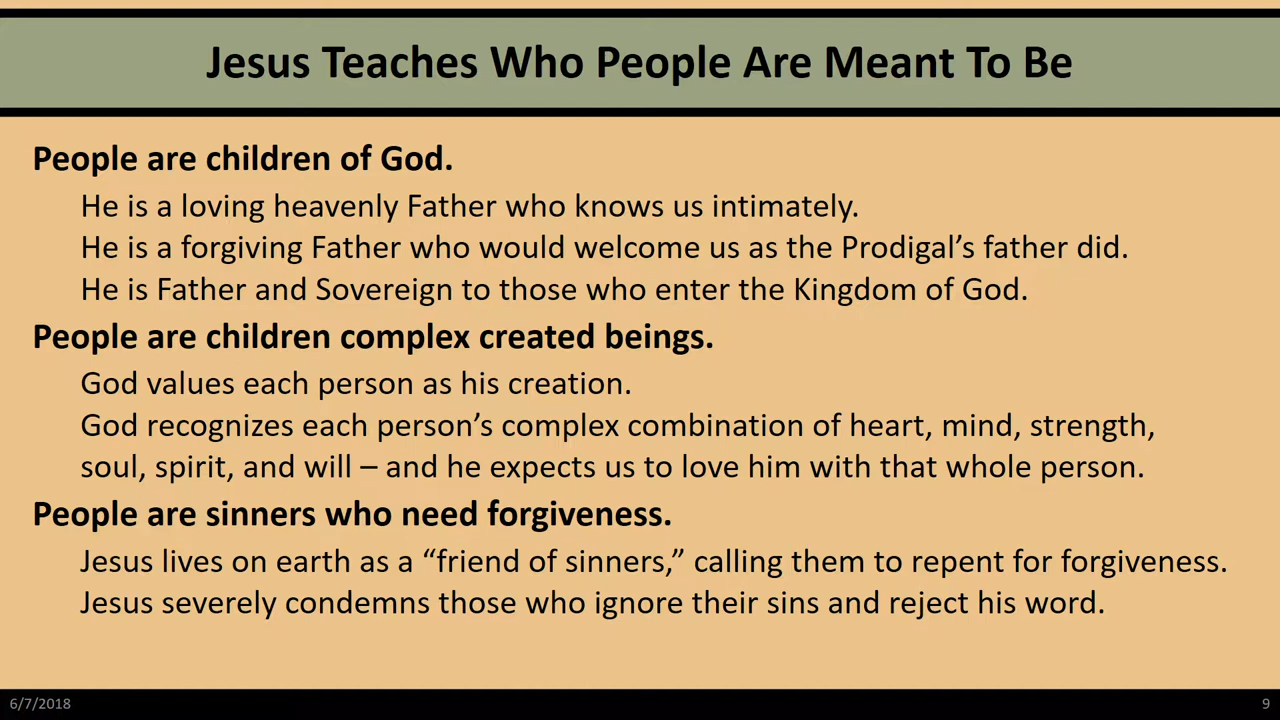 Jesus Teaches Who People Are Meant To Be
People are children of God.
He is a loving heavenly Father who knows us intimately.
He is a forgiving Father who would welcome us as the Prodigal’s father did.
He is Father and Sovereign to those who enter the Kingdom of God.
People are children complex created beings.
God values each person as his creation.
God recognizes each person’s complex combination of heart, mind, strength,
soul, spirit, and will – and he expects us to love him with that whole person.
People are sinners who need forgiveness.
Jesus lives on earth as a “friend of sinners,” calling them to repent for forgiveness.
Jesus severely condemns those who ignore their sins and reject his word.
6/7/2018
9